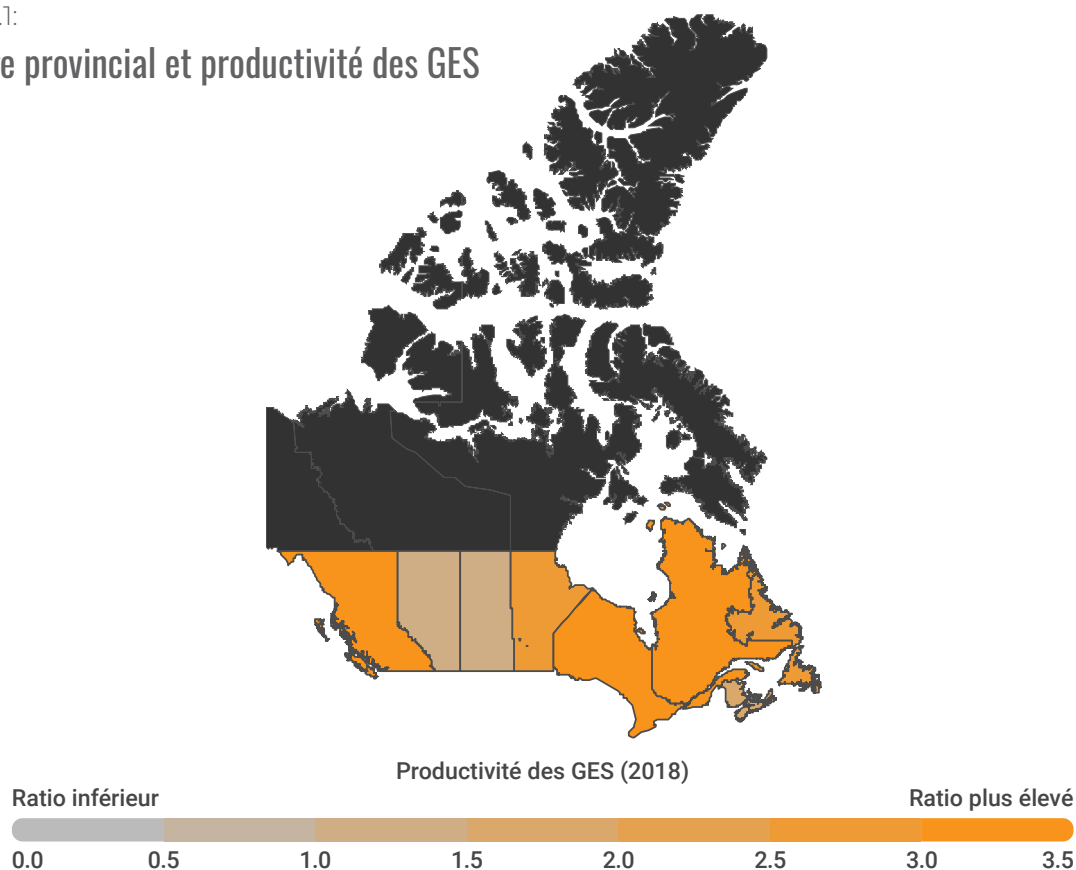 .1:
e provincial et productivité des GES
Productivité des GES (2018)
Ratio inférieur Ratio plus élevé
0.0 0.5 1.0 1.5 2.0 2.5 3.0 3.5